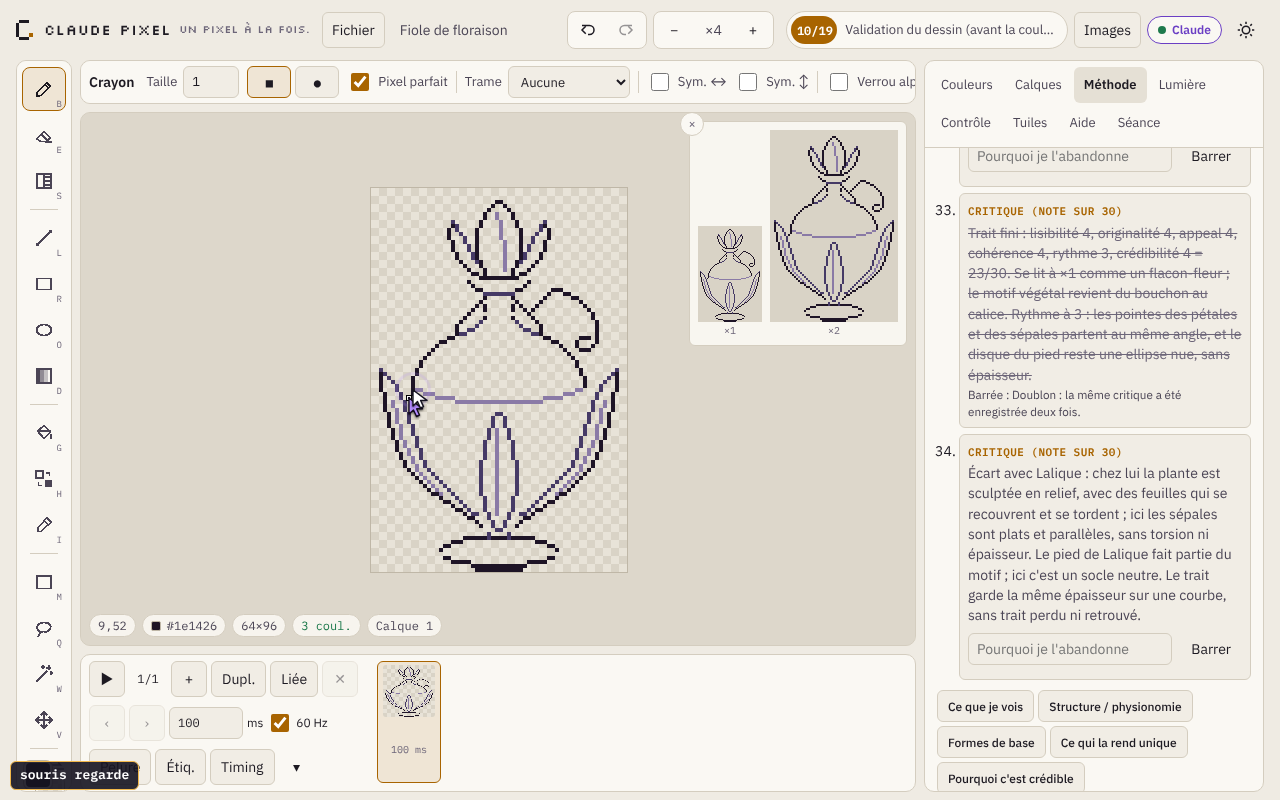 CLAUDE PIXEL UN PIXEL À LA FOIS. Fichier Fiole de floraison − ×4 + 10/19 Validation du dessin (avant la coul... Images Claude
Crayon Taille 1 Pixel parfait Trame Aucune Sym. ↔ Sym. ↕ Verrou alp
B
E
S
L
R
O
D
G
H
I
M
Q
W
V
×
×1 ×2
9,52 #1e1426 64×96 3 coul. Calque 1
1/1 + Dupl. Liée ×
‹ › 100 ms 60 Hz
Étiq. Timing ▼
100 ms
souris regarde
Couleurs Calques Méthode Lumière
Contrôle Tuiles Aide Séance
Pourquoi je l'abandonne Barrer
33. CRITIQUE (NOTE SUR 30)
Trait fini : lisibilité 4, originalité 4, appeal 4,
cohérence 4, rythme 3, crédibilité 4 =
23/30. Se lit à ×1 comme un flacon-fleur ;
le motif végétal revient du bouchon au
calice. Rythme à 3 : les pointes des pétales
et des sépales partent au même angle, et le
disque du pied reste une ellipse nue, sans
épaisseur.
Barrée : Doublon : la même critique a été
enregistrée deux fois.
34. CRITIQUE (NOTE SUR 30)
Écart avec Lalique : chez lui la plante est
sculptée en relief, avec des feuilles qui se
recouvrent et se tordent ; ici les sépales
sont plats et parallèles, sans torsion ni
épaisseur. Le pied de Lalique fait partie du
motif ; ici c'est un socle neutre. Le trait
garde la même épaisseur sur une courbe,
sans trait perdu ni retrouvé.
Pourquoi je l'abandonne Barrer
Ce que je vois Structure / physionomie
Formes de base Ce qui la rend unique
Pourquoi c'est crédible